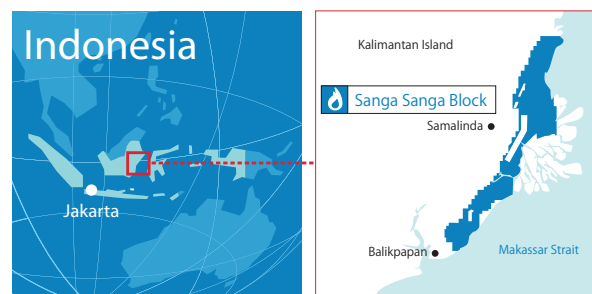 Indonesia
Jakarta
Kalimantan Island
Sanga Sanga Block
Samalinda
Balikpapan
Makassar Strait